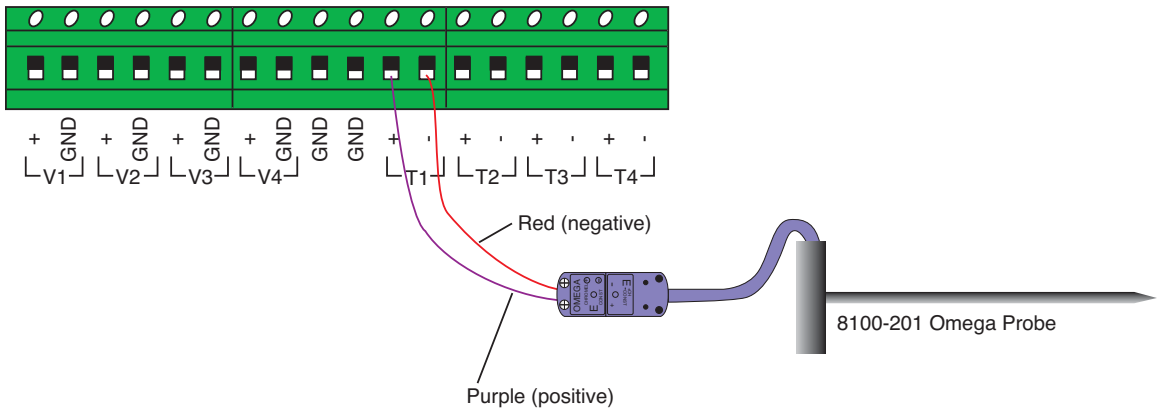 + GND + GND + GND + GND GND GND + - + - + - + -
V1 V2 V3 V4 T1 T2 T3 T4
Red (negative)
OMEGA
E
E
- +
8100-201 Omega Probe
Purple (positive)